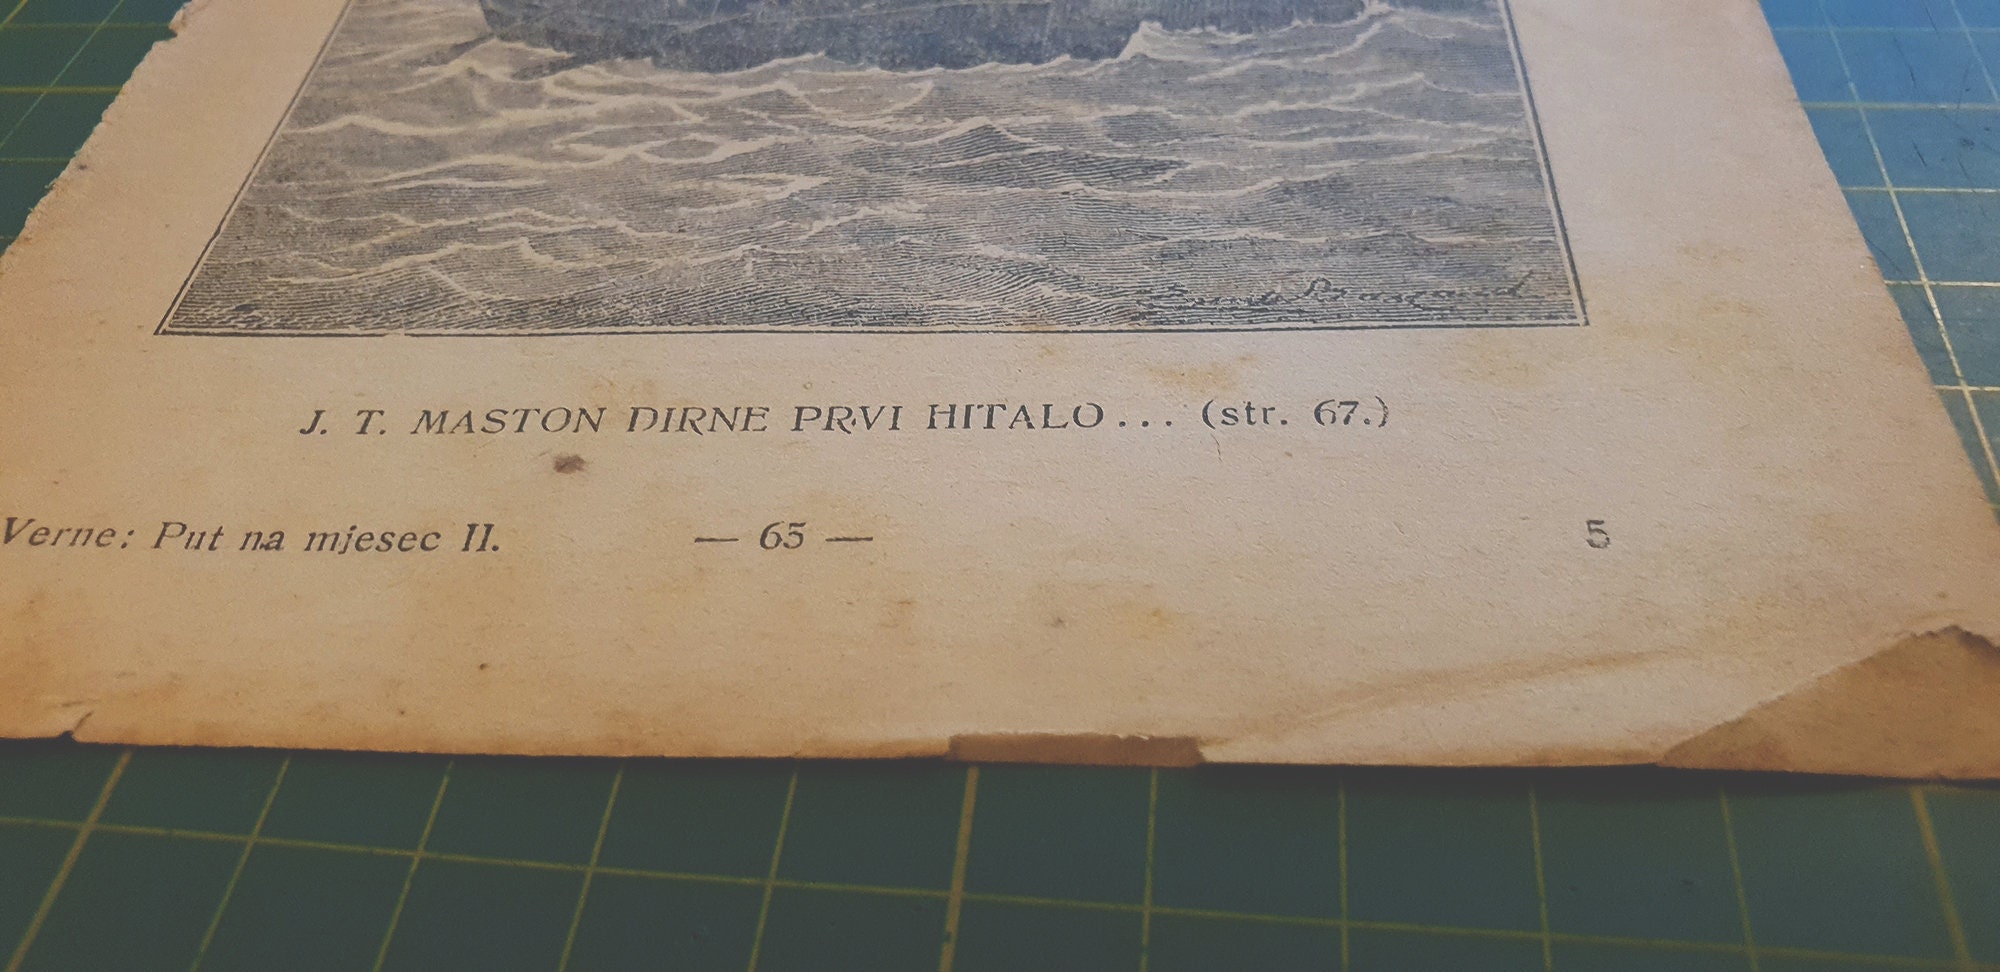 J. T. MASTON DIRNE PRVI HITALO... (str. 67.)
Verne: Put na mjesec II. — 65 — 5